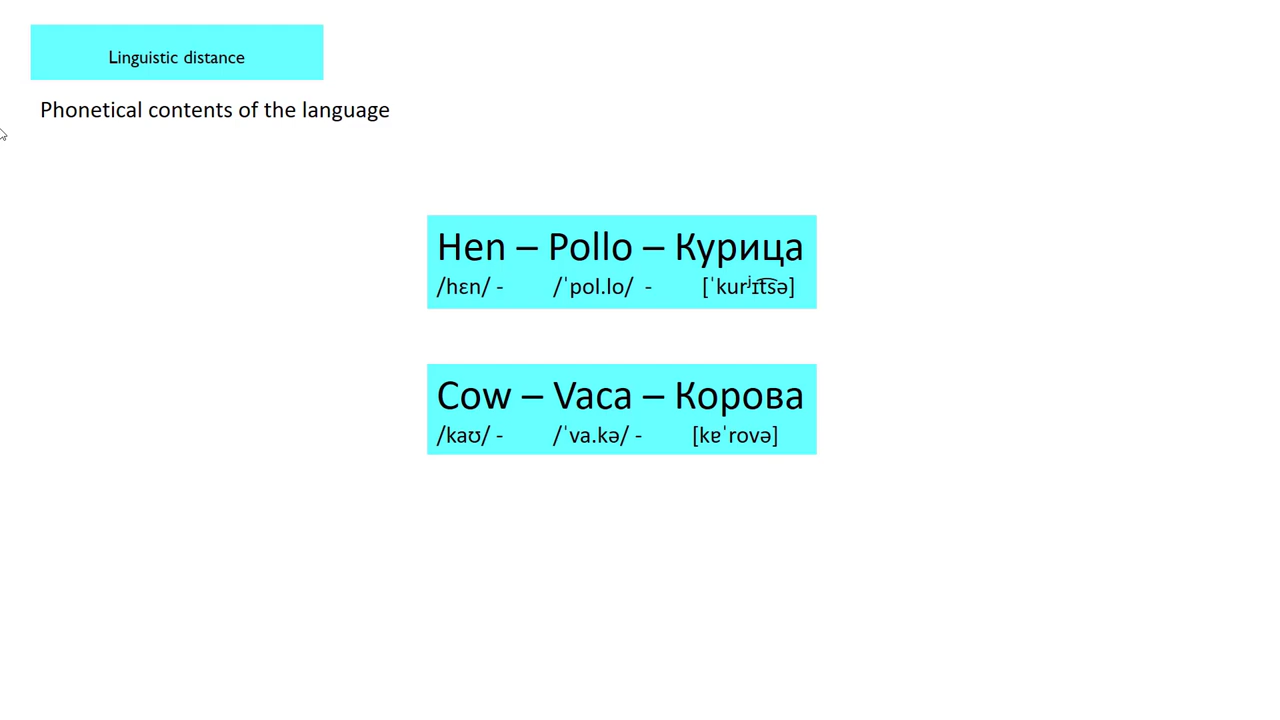 Linguistic distance
Phonetical contents of the language
Hen – Pollo – Курица
/hɛn/ - /ˈpol.lo/ - [ˈkurʲɪt͡sə]
Cow – Vaca – Корова
/kaʊ/ - /ˈva.kə/ - [kɐˈrovə]